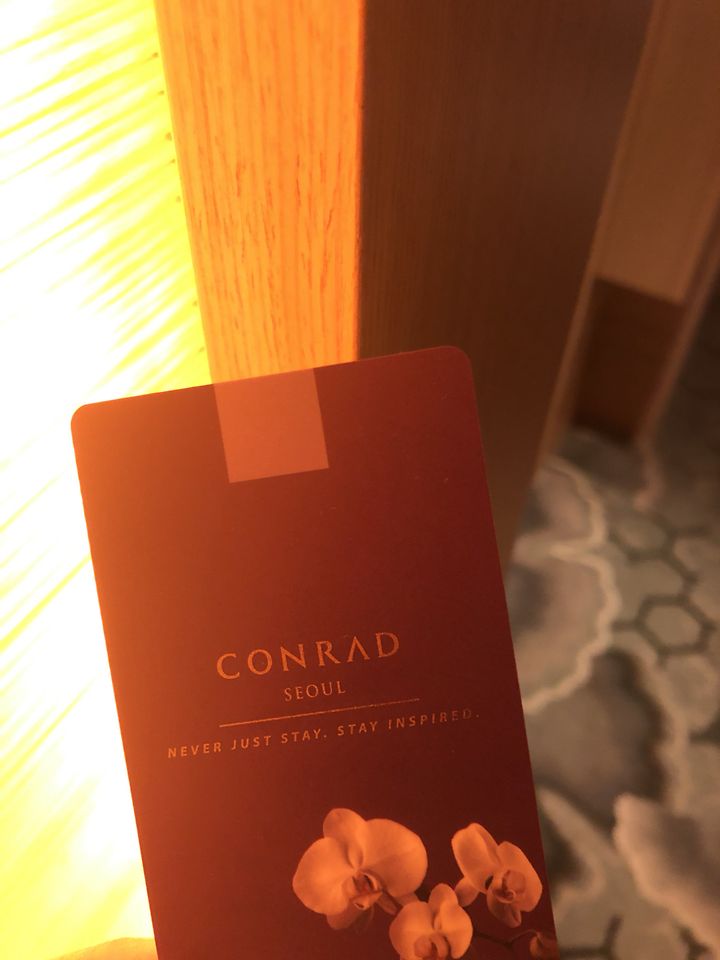 CONRAD
SEOUL
NEVER JUST STAY. STAY INSPIRED.